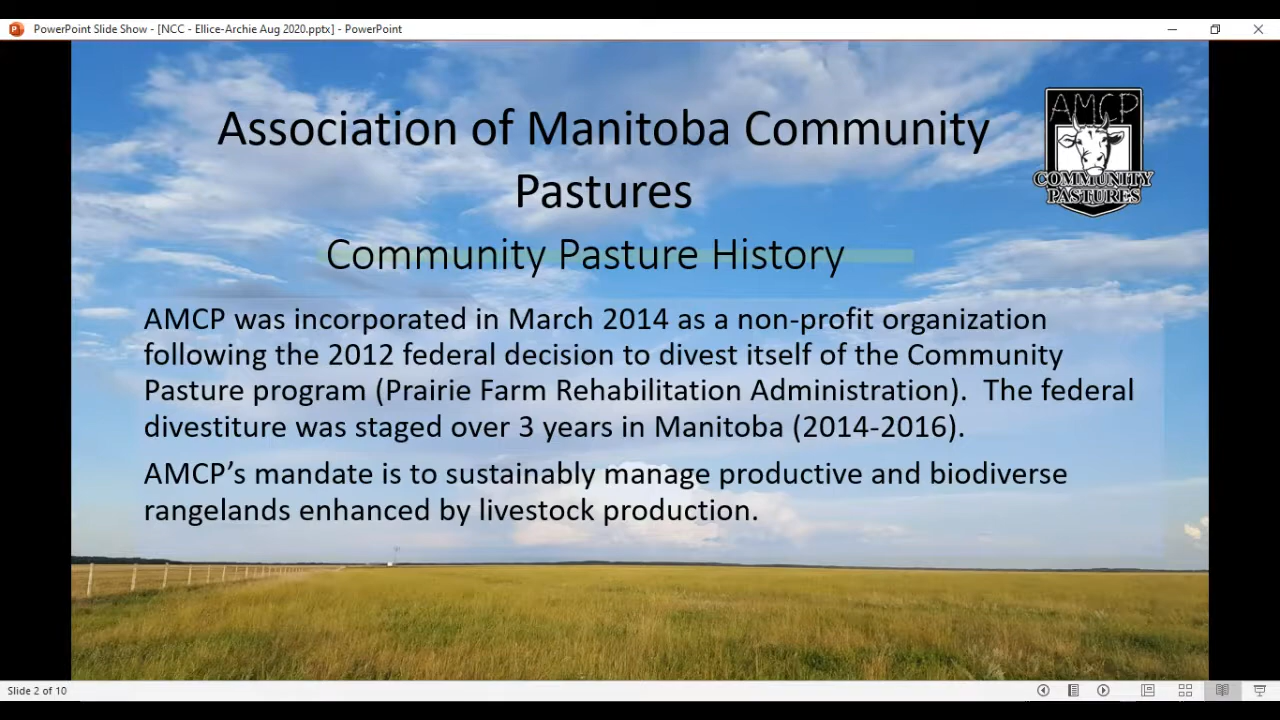 PowerPoint Slide Show - [NCC - Ellice-Archie Aug 2020.pptx] - PowerPoint
Association of Manitoba Community
Pastures
AMCP
COMMUNITY
PASTURES
Community Pasture History
AMCP was incorporated in March 2014 as a non-profit organization
following the 2012 federal decision to divest itself of the Community
Pasture program (Prairie Farm Rehabilitation Administration).  The federal
divestiture was staged over 3 years in Manitoba (2014-2016).
AMCP’s mandate is to sustainably manage productive and biodiverse
rangelands enhanced by livestock production.
Slide 2 of 10